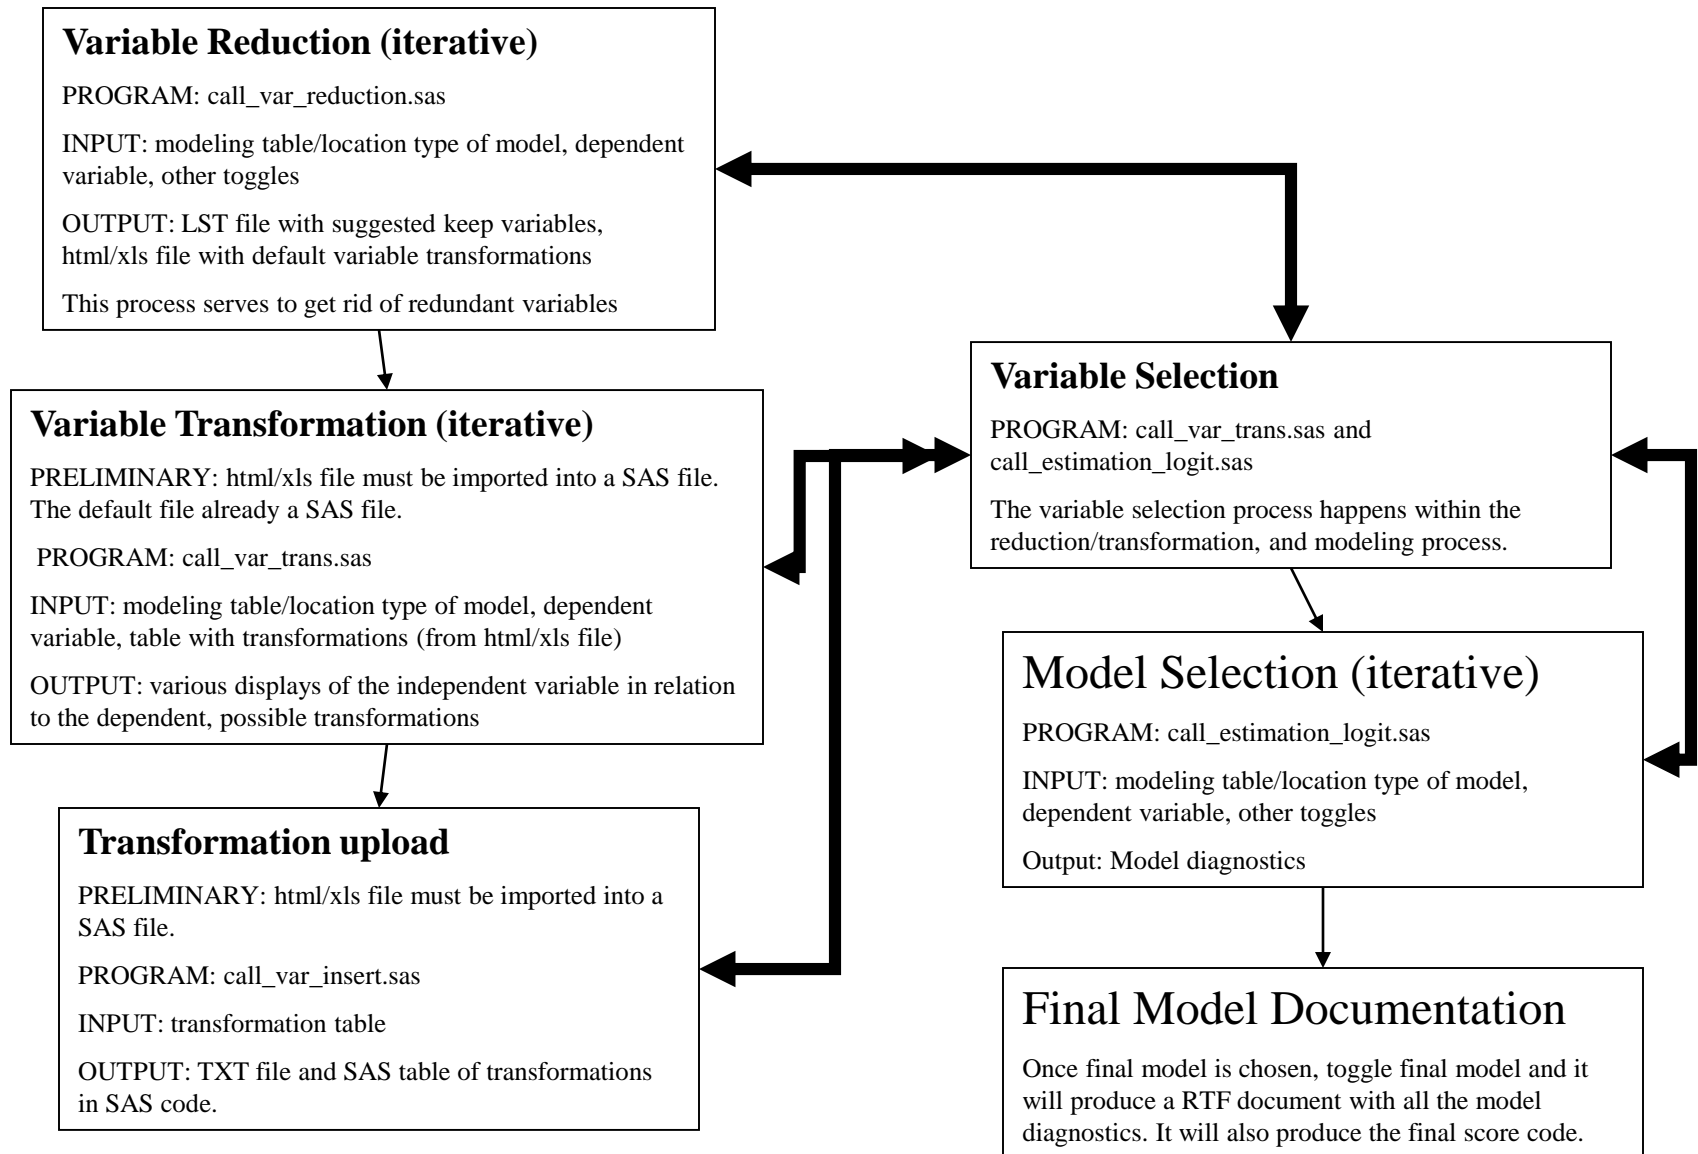 Variable Reduction (iterative)
PROGRAM: call_var_reduction.sas
INPUT: modeling table/location type of model, dependent
variable, other toggles
OUTPUT: LST file with suggested keep variables,
html/xls file with default variable transformations
This process serves to get rid of redundant variables
Variable Transformation (iterative)
PRELIMINARY: html/xls file must be imported into a SAS file.
The default file already a SAS file.
PROGRAM: call_var_trans.sas
INPUT: modeling table/location type of model, dependent
variable, table with transformations (from html/xls file)
OUTPUT: various displays of the independent variable in relation
to the dependent, possible transformations
Transformation upload
PRELIMINARY: html/xls file must be imported into a
SAS file.
PROGRAM: call_var_insert.sas
INPUT: transformation table
OUTPUT: TXT file and SAS table of transformations
in SAS code.
Variable Selection
PROGRAM: call_var_trans.sas and
call_estimation_logit.sas
The variable selection process happens within the
reduction/transformation, and modeling process.
Model Selection (iterative)
PROGRAM: call_estimation_logit.sas
INPUT: modeling table/location type of model,
dependent variable, other toggles
Output: Model diagnostics
Final Model Documentation
Once final model is chosen, toggle final model and it
will produce a RTF document with all the model
diagnostics. It will also produce the final score code.